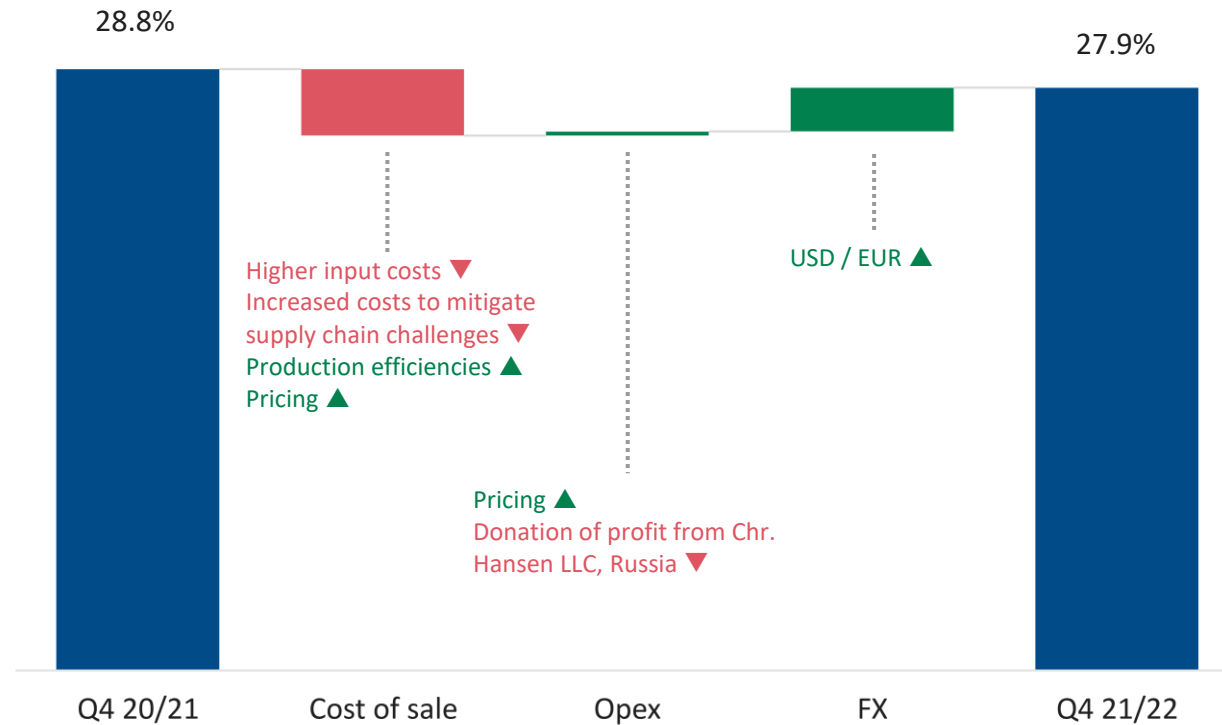 28.8%
27.9%
Higher input costs ▼
Increased costs to mitigate
supply chain challenges ▼
Production efficiencies ▲
Pricing ▲
USD / EUR ▲
Pricing ▲
Donation of profit from Chr.
Hansen LLC, Russia ▼
Q4 20/21
Cost of sale
Opex
FX
Q4 21/22